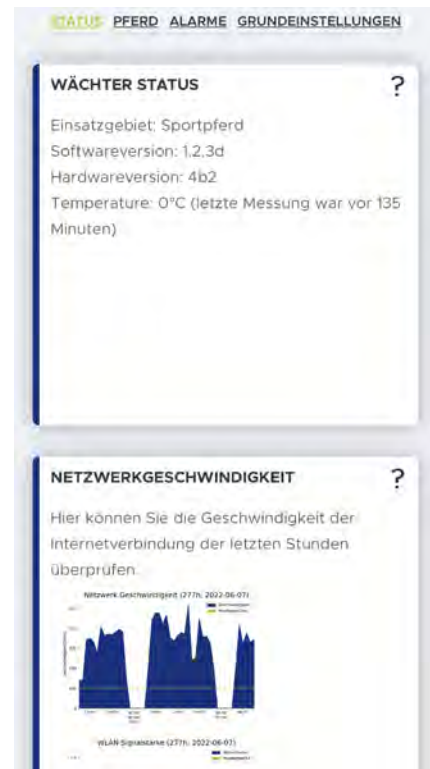 STATUS PFERD ALARME GRUNDEINSTELLUNGEN
WÄCHTER STATUS ?
Einsatzgebiet: Sportpferd
Softwareversion: 1.2.3d
Hardwareversion: 4b2
Temperature: 0°C (letzte Messung war vor 135
Minuten)
NETZWERKGESCHWINDIGKEIT ?
Hier können Sie die Geschwindigkeit der
Internetverbindung der letzten Stunden
überprüfen.
Netzwerk Geschwindigkeit (277h, 2022-06-07)
WLAN-Signalstärke (277h, 2022-06-07)